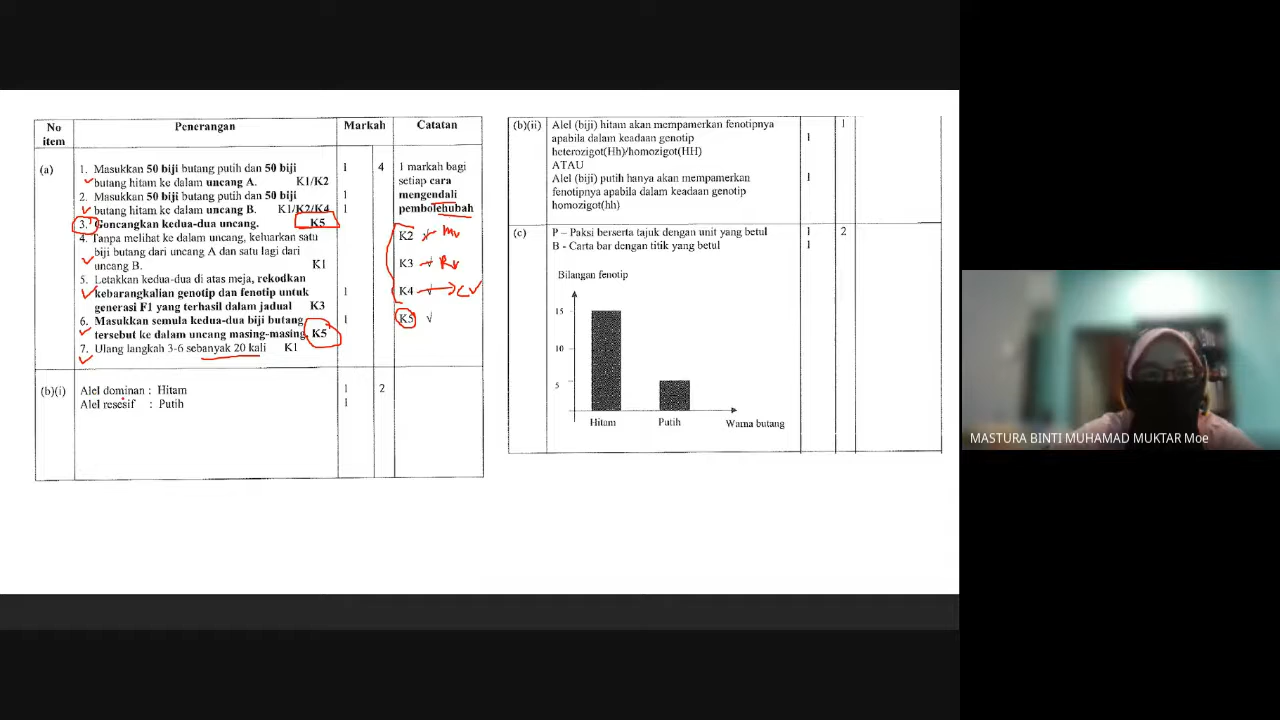 No item
Penerangan
Markah
Catatan
(a)
1. Masukkan 50 biji butang putih dan 50 biji
butang hitam ke dalam uncang A. K1/K2
1
4
2. Masukkan 50 biji butang putih dan 50 biji
1
butang hitam ke dalam uncang B. K1/K2/K4
1
3. Goncangkan kedua-dua uncang. K5
4. Tanpa melihat ke dalam uncang, keluarkan satu
biji butang dari uncang A dan satu lagi dari
uncang B. K1
5. Letakkan kedua-dua di atas meja, rekodkan
kebarangkalian genotip dan fenotip untuk
1
generasi F1 yang terhasil dalam jadual K3
6. Masukkan semula kedua-dua biji butang
1
tersebut ke dalam uncang masing-masing. K5
7. Ulang langkah 3-6 sebanyak 20 kali K1
1 markah bagi
setiap cara
mengendali
pembolehubah
K2 √ MV
K3 √ RV
K4 √ CV
K5 √
(b)(i)
Alel dominan : Hitam
1
2
Alel resesif : Putih
1
(b)(ii)
Alel (biji) hitam akan mempamerkan fenotipnya
1
apabila dalam keadaan genotip
1
heterozigot(Hh)/homozigot(HH)
ATAU
Alel (biji) putih hanya akan mempamerkan
1
fenotipnya apabila dalam keadaan genotip
homozigot(hh)
(c)
P – Paksi berserta tajuk dengan unit yang betul
1
2
B - Carta bar dengan titik yang betul
1
Bilangan fenotip
15
10
5
Hitam
Putih
Warna butang
MASTURA BINTI MUHAMAD MUKTAR Moe